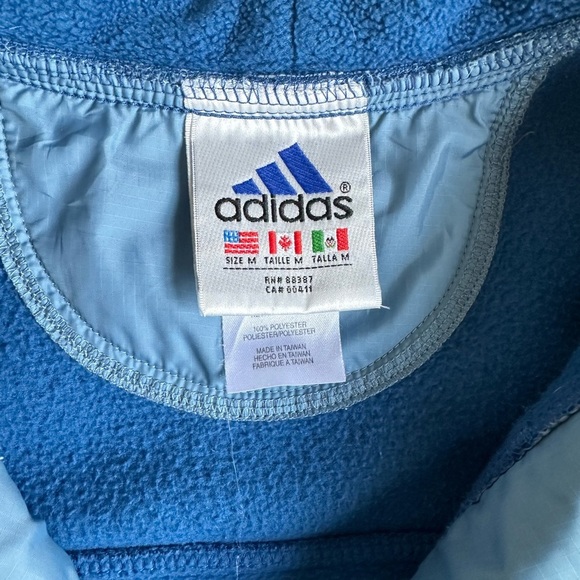 adidas®
SIZE M TAILLE M TALLA M
RN# 88387
CA# 00411
100% POLYESTER
POLIESTER/POLYESTER
MADE IN TAIWAN
HECHO EN TAIWAN
FABRIQUE A TAIWAN